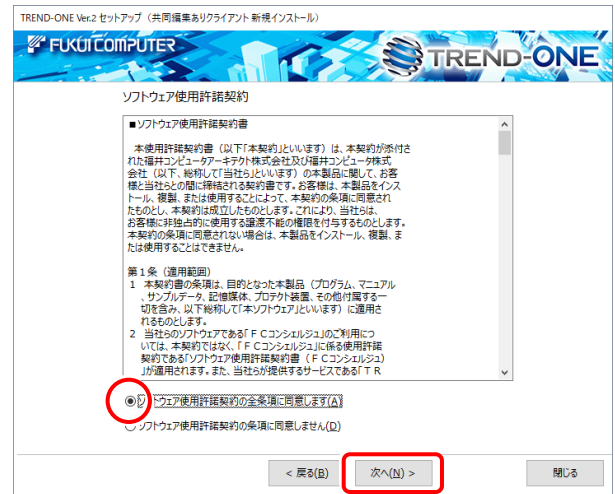 TREND-ONE Ver.2 セットアップ（共同編集ありクライアント 新規インストール）
FUKUI COMPUTER
TREND-ONE
ソフトウェア使用許諾契約
■ソフトウェア使用許諾契約書
本使用許諾契約書（以下「本契約」といいます）は、本契約が添付さ
れた福井コンピュータアーキテクト株式会社及び福井コンピュータ株式
会社（以下、総称して「当社ら」といいます）の本製品に関して、お客
様と当社らとの間に締結される契約書です。お客様は、本製品をインス
トール、複製、または使用することによって、本契約の条項に同意され
たものとし、本契約は成立したものとします。これにより、当社らは、
お客様に非独占的に使用する譲渡不能の権限を付与するものとします。
本契約の条項に同意されない場合は、本製品をインストール、複製、ま
たは使用することはできません。
第１条（適用範囲）
１ 本契約書の条項は、目的となった本製品（プログラム、マニュアル
、サンプルデータ、記憶媒体、プロテクト装置、その他付属する一
切を含み、以下総称して「本ソフトウェア」といいます）に適用さ
れるものとします。
２ 当社らのソフトウェアである「ＦＣコンシェルジュ」のご利用につ
いては、本契約ではなく、「ＦＣコンシェルジュ」に係る使用許諾
契約である「ソフトウェア使用許諾契約書（ＦＣコンシェルジュ）
」が適用されます。また、当社らが提供するサービスである「ＴＲ
ソフトウェア使用許諾契約の全条項に同意します(A)
ソフトウェア使用許諾契約の条項に同意しません(D)
< 戻る(B) 次へ(N) > 閉じる